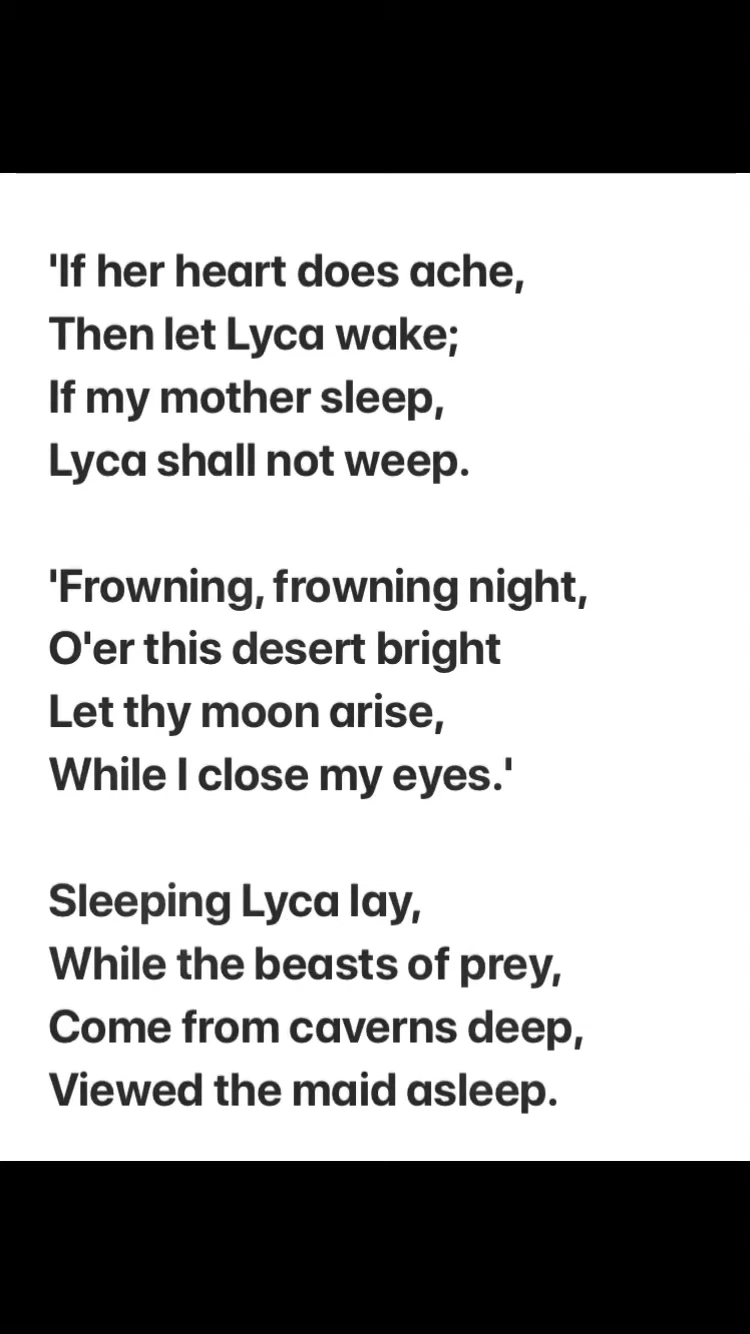 'If her heart does ache,
Then let Lyca wake;
If my mother sleep,
Lyca shall not weep.
'Frowning, frowning night,
O'er this desert bright
Let thy moon arise,
While I close my eyes.'
Sleeping Lyca lay,
While the beasts of prey,
Come from caverns deep,
Viewed the maid asleep.